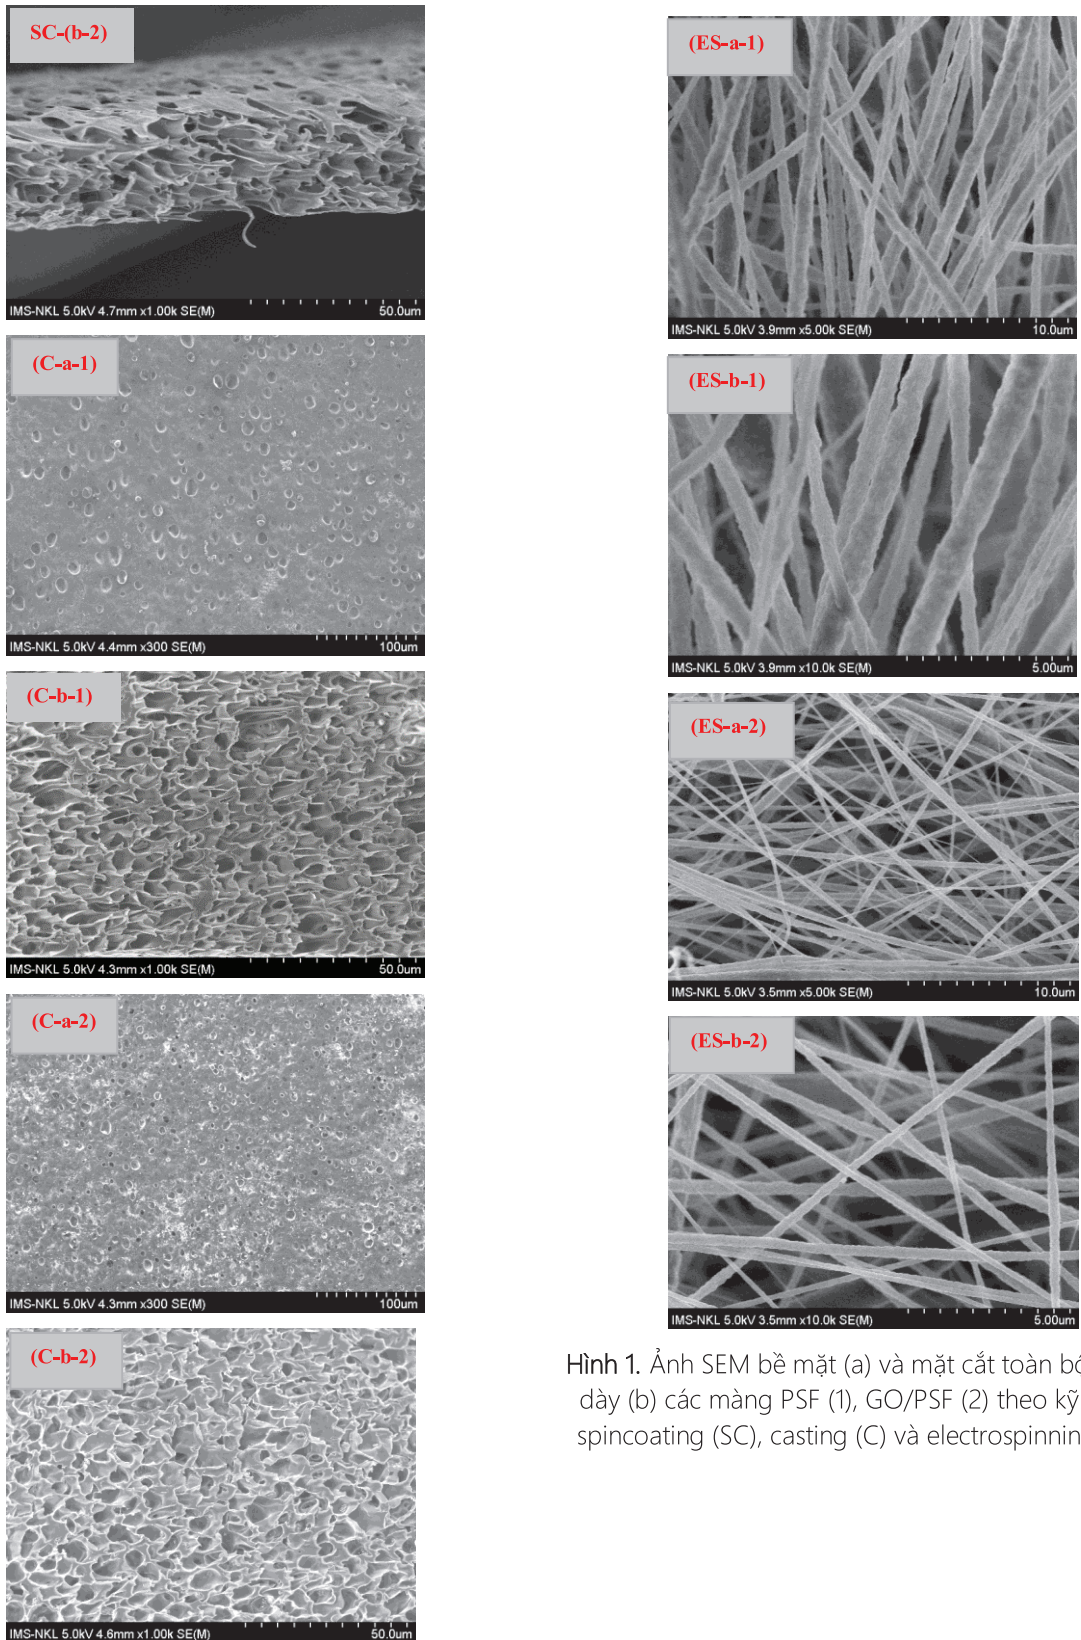 SC-(b-2)
IMS-NKL 5.0kV 4.7mm x1.00k SE(M) 50.0um
(C-a-1)
IMS-NKL 5.0kV 4.4mm x300 SE(M) 100um
(C-b-1)
IMS-NKL 5.0kV 4.3mm x1.00k SE(M) 50.0um
(C-a-2)
IMS-NKL 5.0kV 4.3mm x300 SE(M) 100um
(C-b-2)
IMS-NKL 5.0kV 4.6mm x1.00k SE(M) 50.0um
(ES-a-1)
IMS-NKL 5.0kV 3.9mm x5.00k SE(M) 10.0um
(ES-b-1)
IMS-NKL 5.0kV 3.9mm x10.0k SE(M) 5.00um
(ES-a-2)
IMS-NKL 5.0kV 3.5mm x5.00k SE(M) 10.0um
(ES-b-2)
IMS-NKL 5.0kV 3.5mm x10.0k SE(M) 5.00um
Hình 1. Ảnh SEM bề mặt (a) và mặt cắt toàn bộ
dày (b) các màng PSF (1), GO/PSF (2) theo kỹ
spincoating (SC), casting (C) và